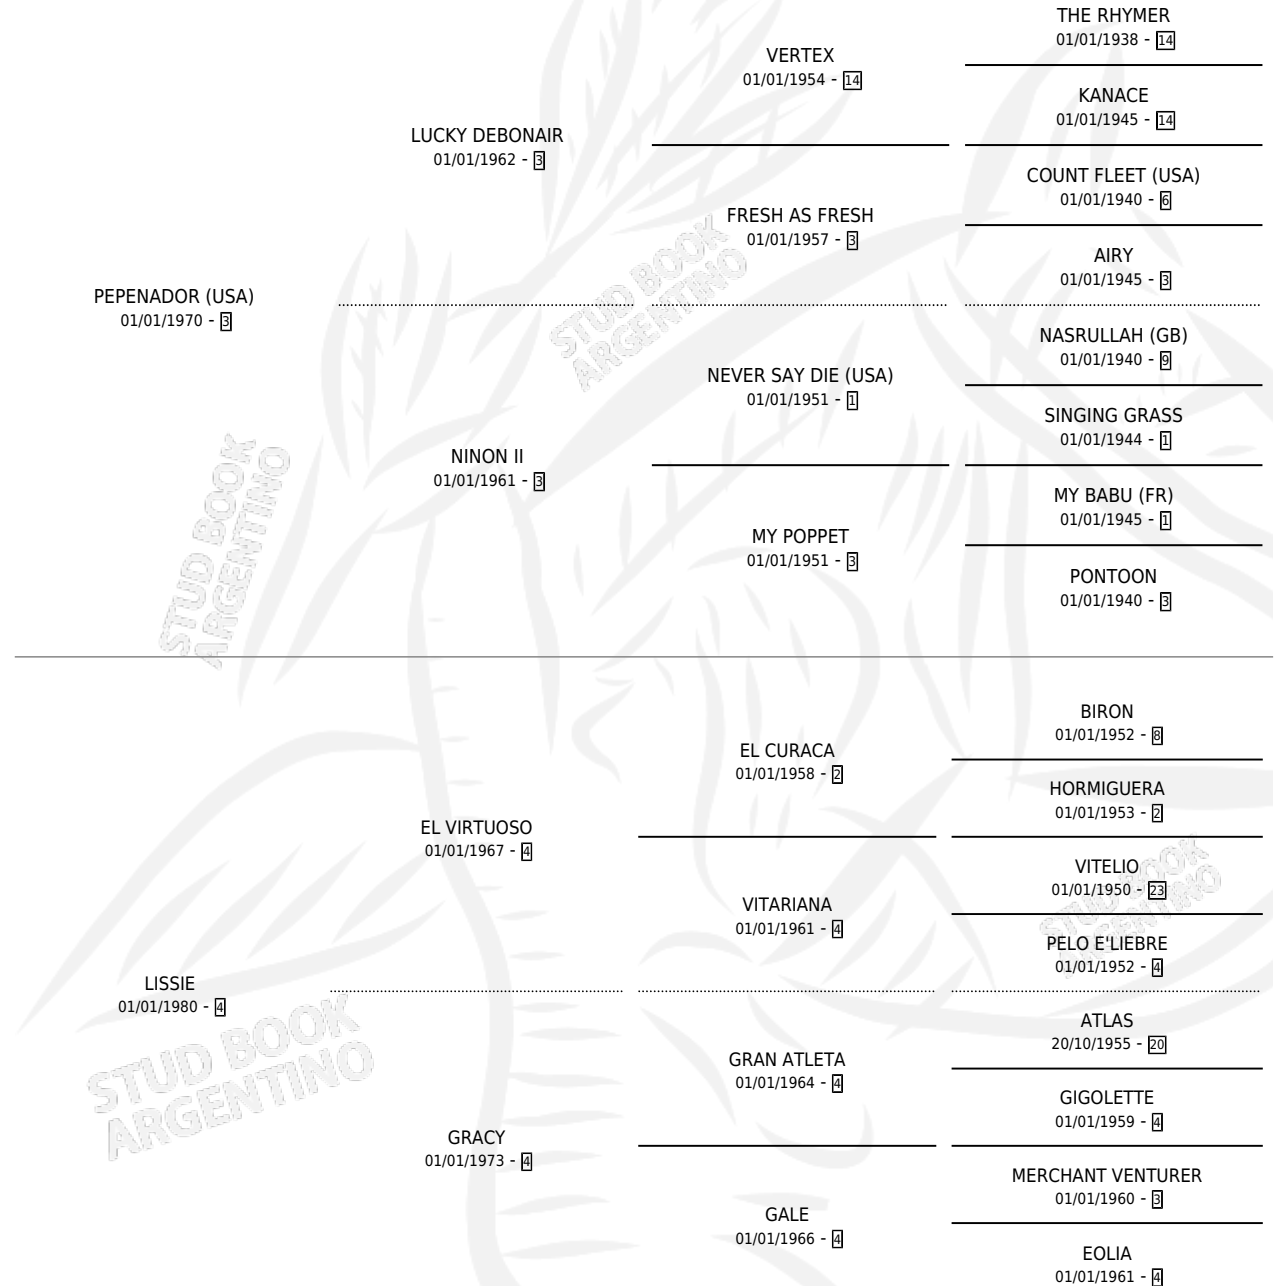 THE RHYMER
01/01/1938 - 14
VERTEX
01/01/1954 - 14
KANACE
01/01/1945 - 14
LUCKY DEBONAIR
01/01/1962 - 3
COUNT FLEET (USA)
01/01/1940 - 6
FRESH AS FRESH
01/01/1957 - 3
AIRY
01/01/1945 - 3
PEPENADOR (USA)
01/01/1970 - 3
NASRULLAH (GB)
01/01/1940 - 9
NEVER SAY DIE (USA)
01/01/1951 - 1
SINGING GRASS
01/01/1944 - 1
NINON II
01/01/1961 - 3
MY BABU (FR)
01/01/1945 - 1
MY POPPET
01/01/1951 - 3
PONTOON
01/01/1940 - 3
BIRON
01/01/1952 - 8
EL CURACA
01/01/1958 - 2
HORMIGUERA
01/01/1953 - 2
EL VIRTUOSO
01/01/1967 - 4
VITELIO
01/01/1950 - 23
VITARIANA
01/01/1961 - 4
PELO E'LIEBRE
01/01/1952 - 4
LISSIE
01/01/1980 - 4
ATLAS
20/10/1955 - 20
GRAN ATLETA
01/01/1964 - 4
GIGOLETTE
01/01/1959 - 4
GRACY
01/01/1973 - 4
MERCHANT VENTURER
01/01/1960 - 3
GALE
01/01/1966 - 4
EOLIA
01/01/1961 - 4
STUD BOOK
ARGENTINO
STUD BOOK
ARGENTINO
STUD BOOK
ARGENTINO
STUD BOOK
ARGENTINO